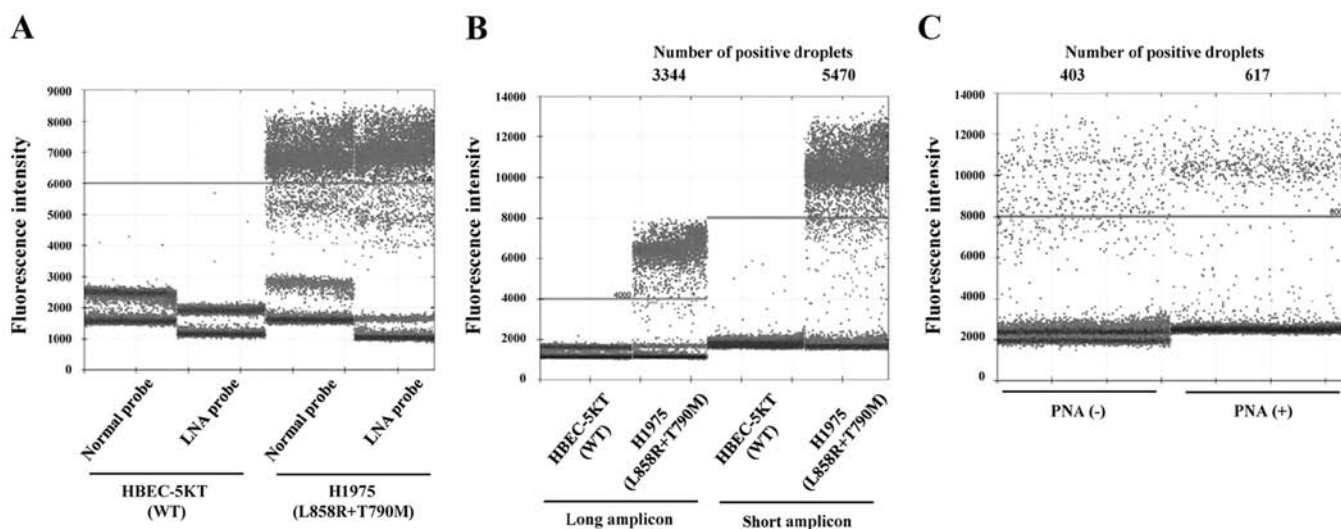 A
Fluorescence intensity
9000
8000
7000
6000
5000
4000
3000
2000
1000
0
Normal probe
LNA probe
Normal probe
LNA probe
HBEC-5KT
(WT)
H1975
(L858R+T790M)
B
Number of positive droplets
3344 5470
Fluorescence intensity
14000
12000
10000
8000
6000
4000
2000
0
4000
HBEC-5KT
(WT)
H1975
(L858R+T790M)
HBEC-5KT
(WT)
H1975
(L858R+T790M)
Long amplicon Short amplicon
C
Number of positive droplets
403 617
Fluorescence intensity
14000
12000
10000
8000
6000
4000
2000
0
PNA (-) PNA (+)